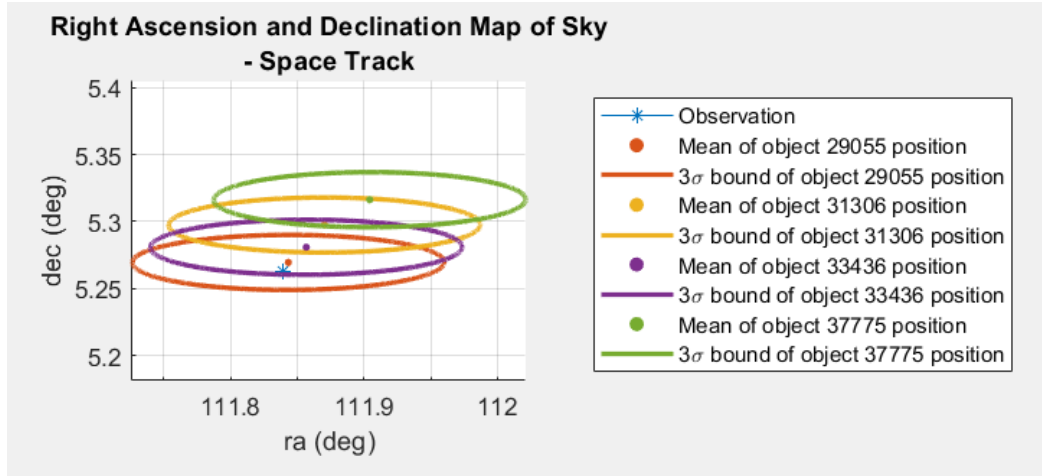 Right Ascension and Declination Map of Sky
- Space Track
5.4
5.35
5.3
5.25
5.2
dec (deg)
111.8
111.9
112
ra (deg)
Observation
Mean of object 29055 position
3σ bound of object 29055 position
Mean of object 31306 position
3σ bound of object 31306 position
Mean of object 33436 position
3σ bound of object 33436 position
Mean of object 37775 position
3σ bound of object 37775 position